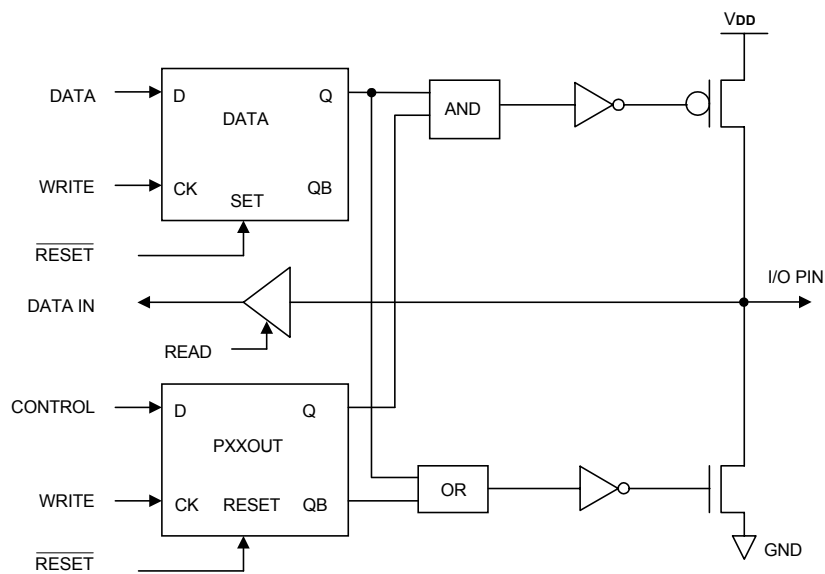 VDD
DATA
D
Q
DATA
AND
WRITE
CK
QB
SET
RESET
DATA IN
I/O PIN
READ
CONTROL
D
Q
PXXOUT
OR
WRITE
CK
RESET
QB
RESET
GND